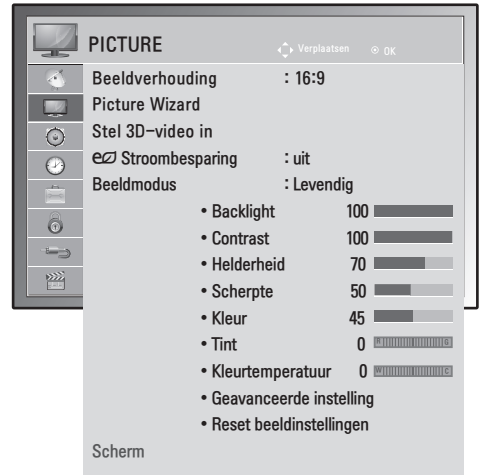 PICTURE
Verplaatsen
OK
Beeldverhouding : 16:9
Picture Wizard
Stel 3D-video in
Stroombesparing : uit
Beeldmodus : Levendig
• Backlight 100
• Contrast 100
• Helderheid 70
• Scherpte 50
• Kleur 45
• Tint 0 R G
• Kleurtemperatuur 0 W C
• Geavanceerde instelling
• Reset beeldinstellingen
Scherm